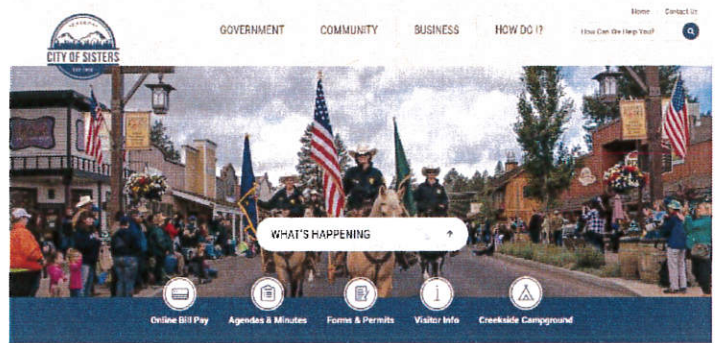 Home Contact Us
CITY OF SISTERS
GOVERNMENT COMMUNITY BUSINESS HOW DO I?
How Can We Help You?
WHAT'S HAPPENING
Online Bill Pay Agendas & Minutes Forms & Permits Visitor Info Creekside Campground